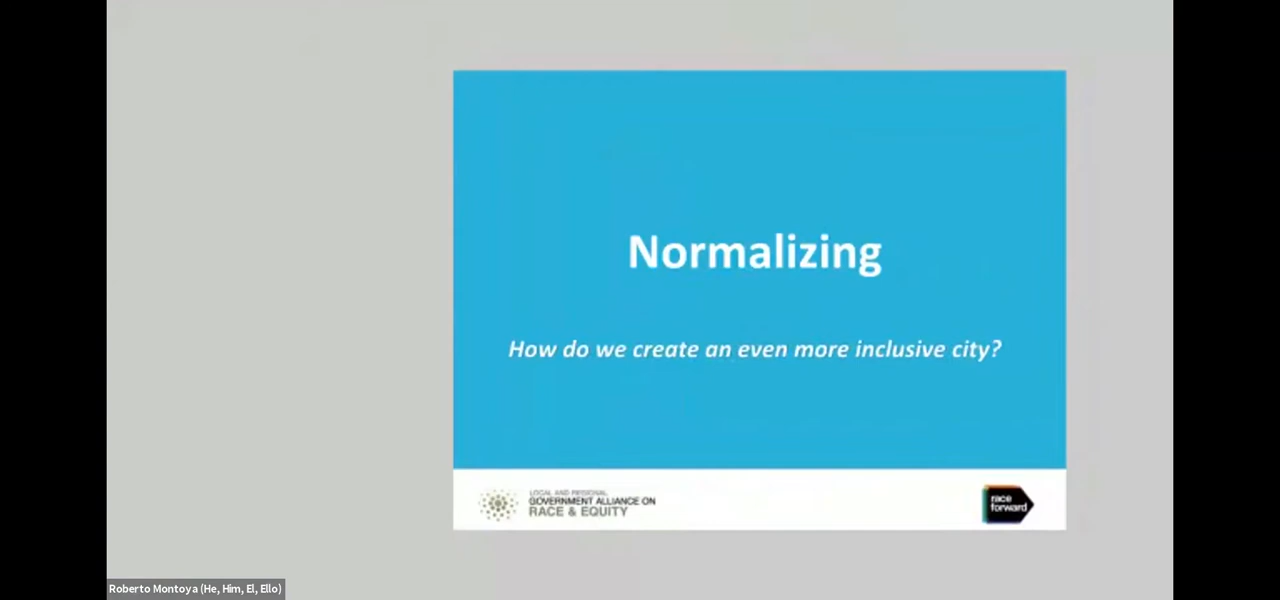 Normalizing
How do we create an even more inclusive city?
LOCAL AND REGIONAL
GOVERNMENT ALLIANCE ON
RACE & EQUITY
race
forward
Roberto Montoya (He, Him, El, Ello)